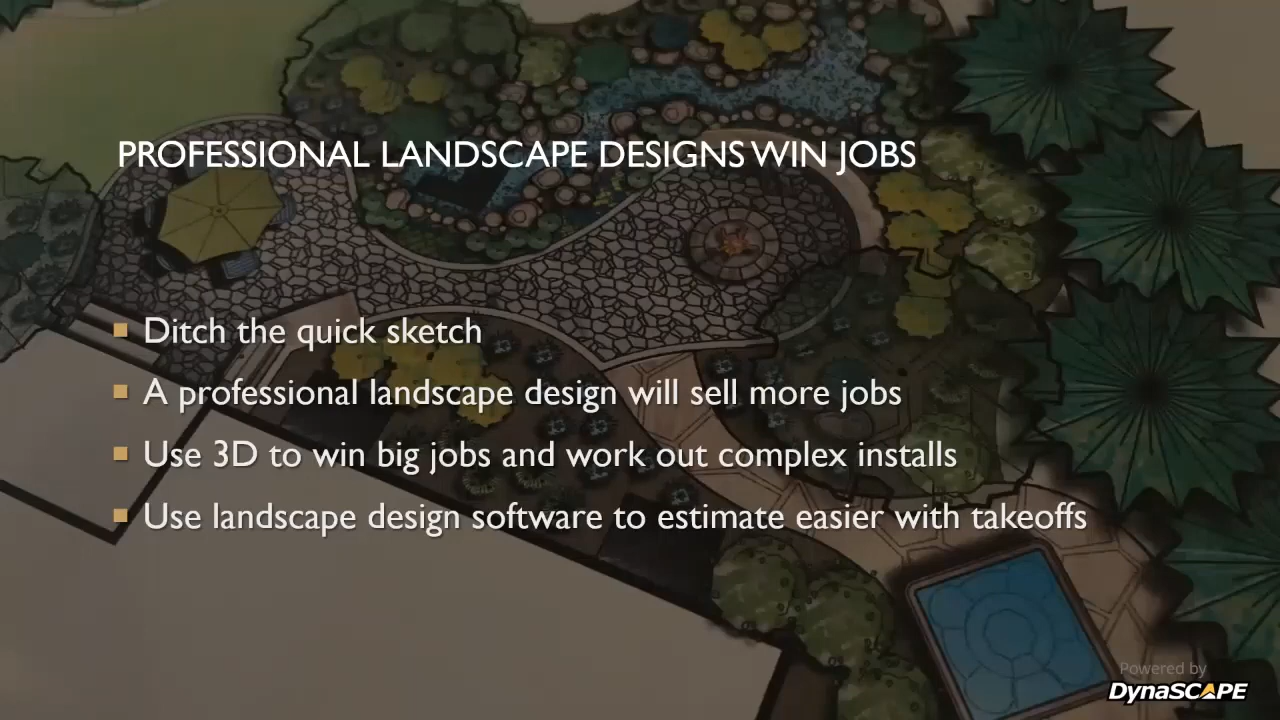 PROFESSIONAL LANDSCAPE DESIGNS WIN JOBS
Ditch the quick sketch
A professional landscape design will sell more jobs
Use 3D to win big jobs and work out complex installs
Use landscape design software to estimate easier with takeoffs
Powered by
DynaSCAPE